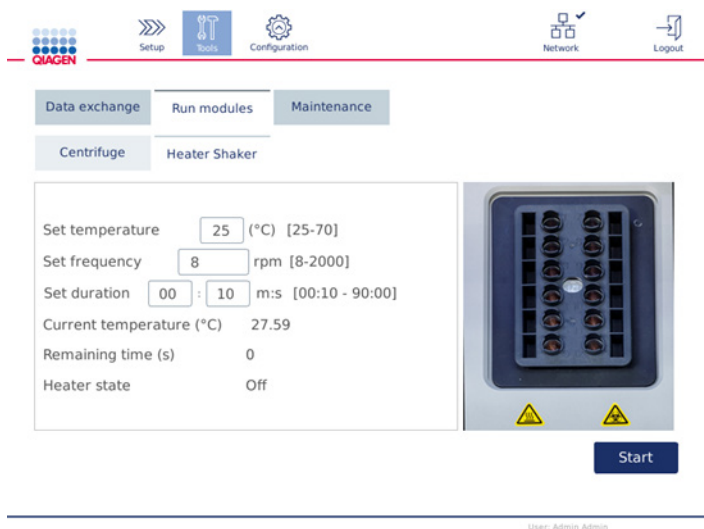 QIAGEN
Setup
Tools
Configuration
Network
Logout
Data exchange
Run modules
Maintenance
Centrifuge
Heater Shaker
Set temperature 25 (°C) [25-70]
Set frequency 8 rpm [8-2000]
Set duration 00 : 10 m:s [00:10 - 90:00]
Current temperature (°C) 27.59
Remaining time (s) 0
Heater state Off
Start
User: Admin Admin